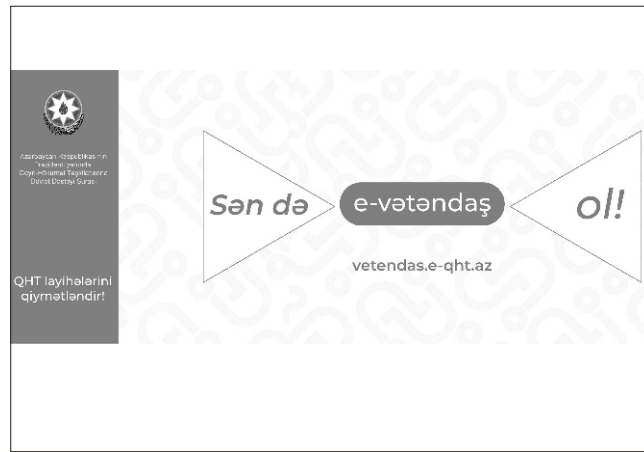 Azərbaycan Respublikasının
Prezidenti yanında
Qeyri-Hökumət Təşkilatlarına
Dövlət Dəstəyi Şurası
QHT layihələrini
qiymətləndir!
Sən də
e-vətəndaş
ol!
vetendas.e-qht.az